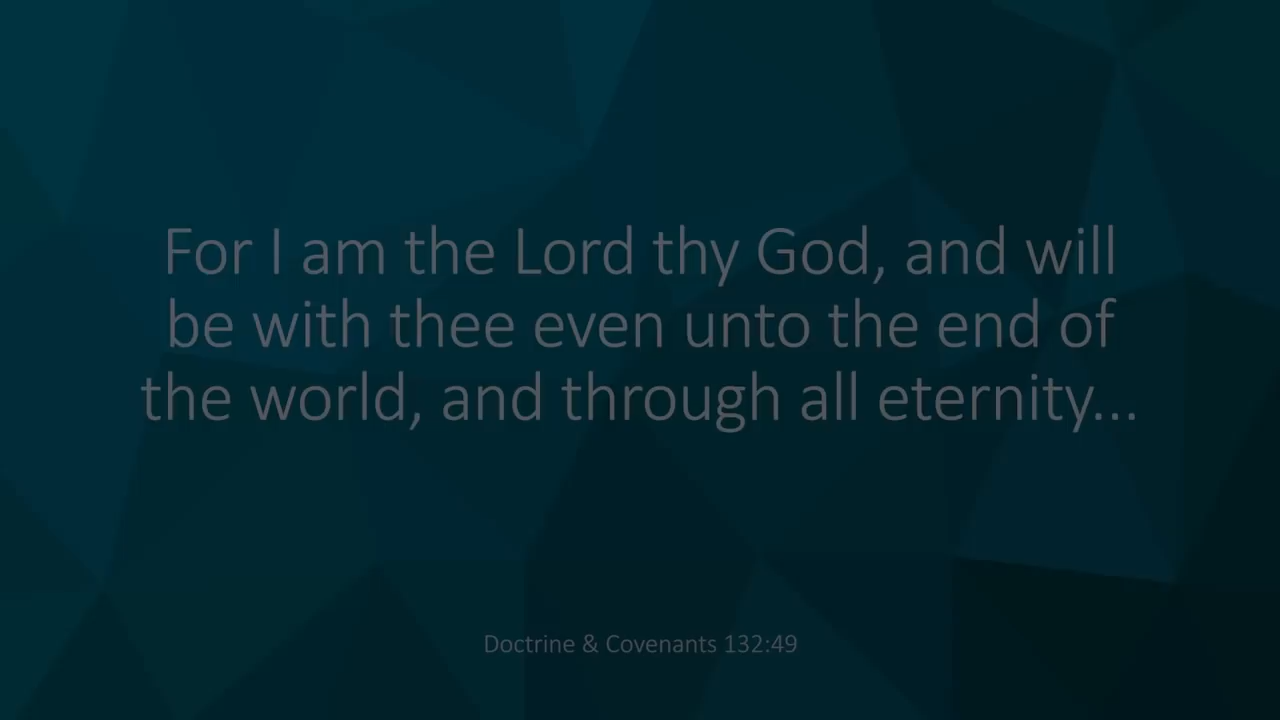 For I am the Lord thy God, and will
be with thee even unto the end of
the world, and through all eternity...
Doctrine & Covenants 132:49